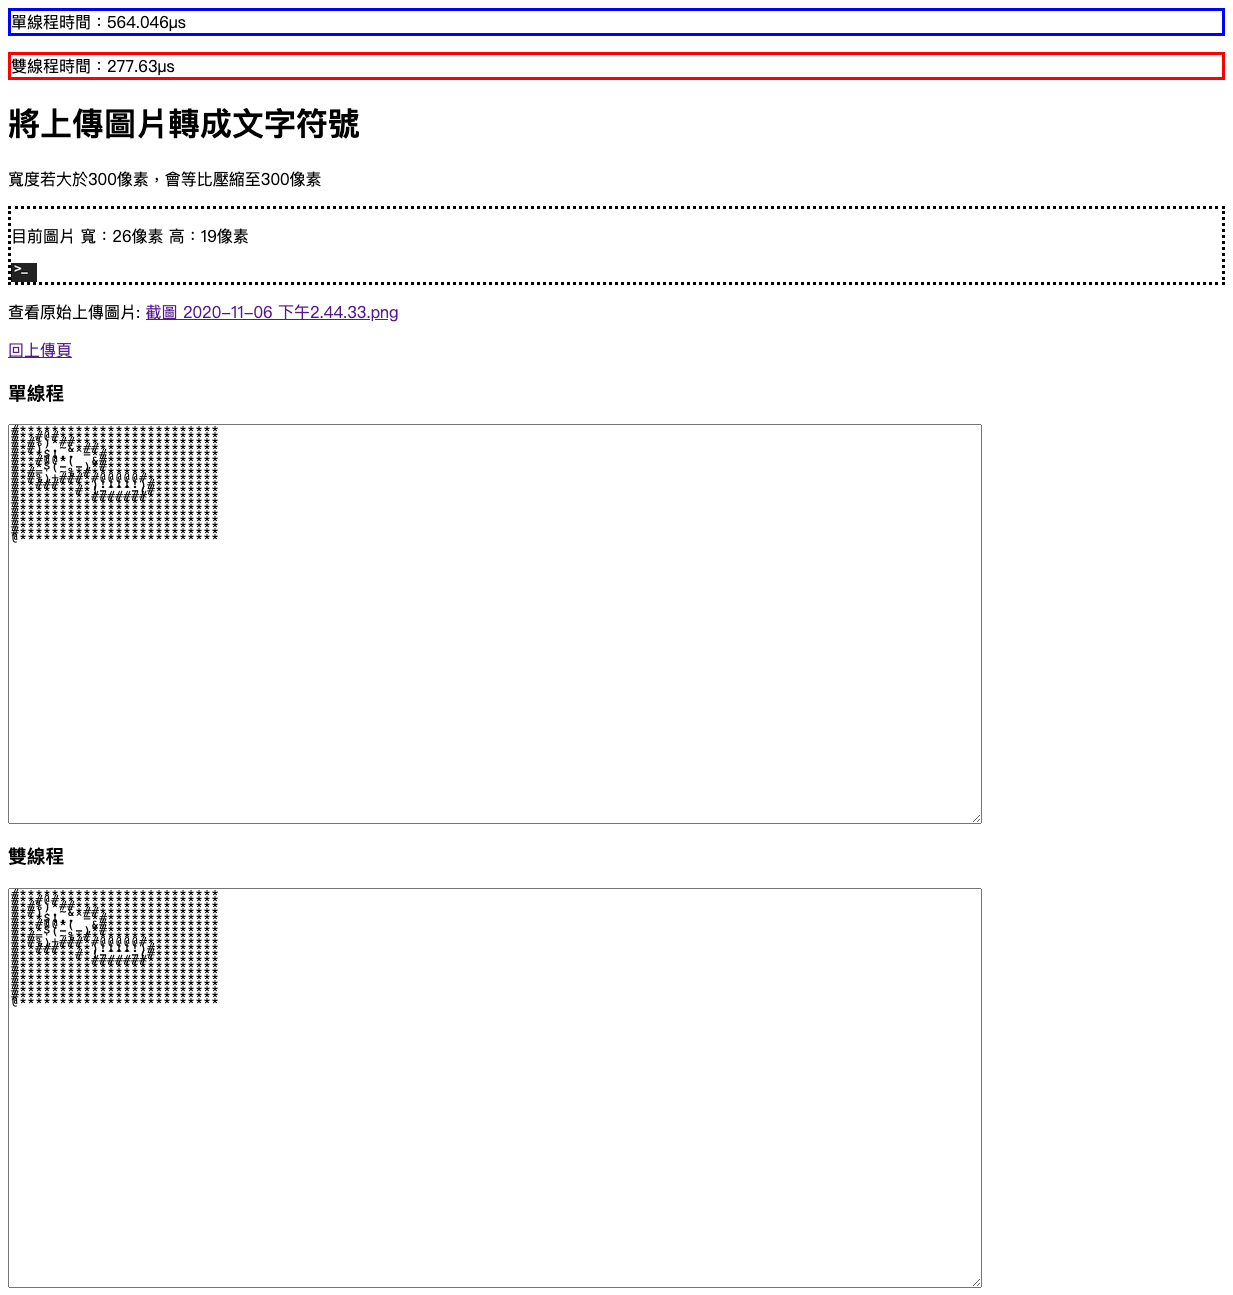 單線程時間：564.046µs
雙線程時間：277.63µs
將上傳圖片轉成文字符號
寬度若大於300像素，會等比壓縮至300像素
目前圖片 寬：26像素 高：19像素
>_
查看原始上傳圖片: 截圖 2020-11-06 下午2.44.33.png
回上傳頁
單線程
雙線程